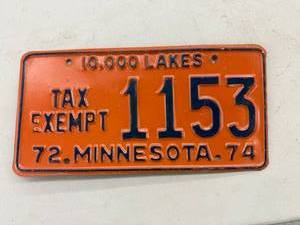 10,000 LAKES
TAX
EXEMPT 1153
72. MINNESOTA. 74